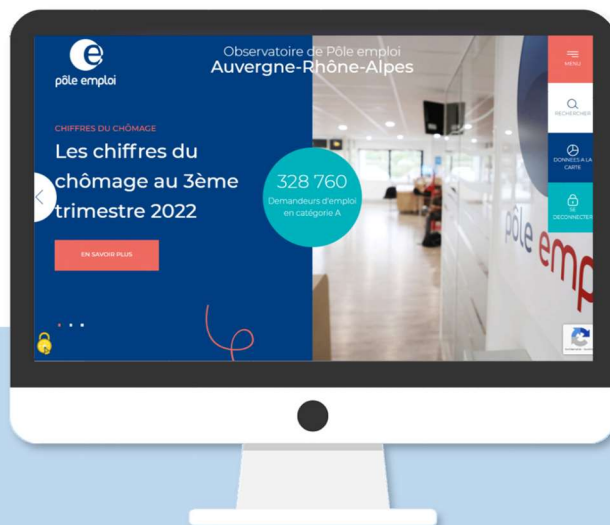 pôle emploi
Observatoire de Pôle emploi
Auvergne-Rhône-Alpes
MENU
RECHERCHER
DONNÉES À LA
CARTE
SE
DECONNECTER
CHIFFRES DU CHÔMAGE
Les chiffres du
chômage au 3ème
trimestre 2022
328 760
Demandeurs d'emploi
en catégorie A
EN SAVOIR PLUS
pôle emp